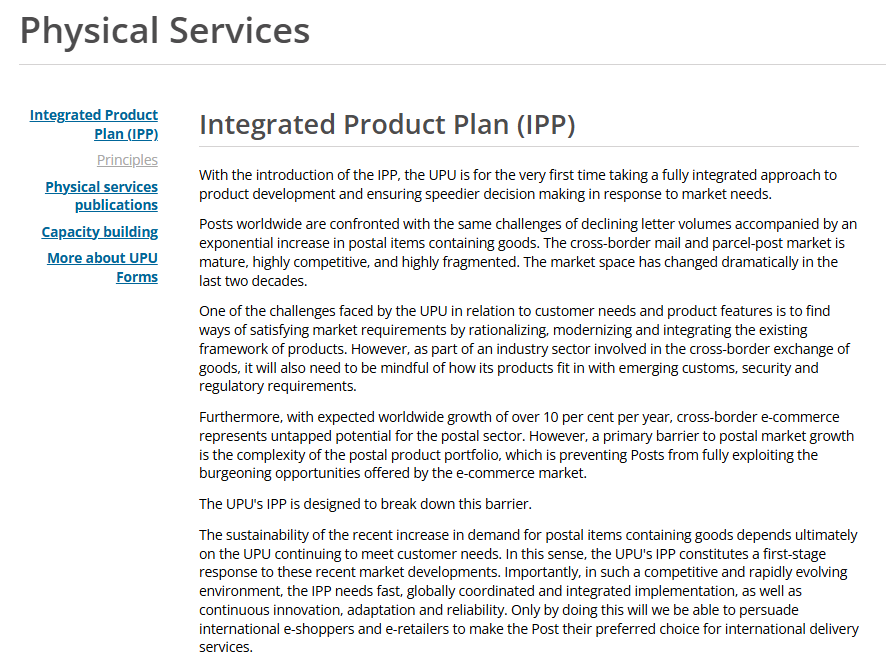 Physical Services
Integrated Product
Plan (IPP)
Principles
Physical services
publications
Capacity building
More about UPU
Forms
Integrated Product Plan (IPP)
With the introduction of the IPP, the UPU is for the very first time taking a fully integrated approach to
product development and ensuring speedier decision making in response to market needs.
Posts worldwide are confronted with the same challenges of declining letter volumes accompanied by an
exponential increase in postal items containing goods. The cross-border mail and parcel-post market is
mature, highly competitive, and highly fragmented. The market space has changed dramatically in the
last two decades.
One of the challenges faced by the UPU in relation to customer needs and product features is to find
ways of satisfying market requirements by rationalizing, modernizing and integrating the existing
framework of products. However, as part of an industry sector involved in the cross-border exchange of
goods, it will also need to be mindful of how its products fit in with emerging customs, security and
regulatory requirements.
Furthermore, with expected worldwide growth of over 10 per cent per year, cross-border e-commerce
represents untapped potential for the postal sector. However, a primary barrier to postal market growth
is the complexity of the postal product portfolio, which is preventing Posts from fully exploiting the
burgeoning opportunities offered by the e-commerce market.
The UPU's IPP is designed to break down this barrier.
The sustainability of the recent increase in demand for postal items containing goods depends ultimately
on the UPU continuing to meet customer needs. In this sense, the UPU's IPP constitutes a first-stage
response to these recent market developments. Importantly, in such a competitive and rapidly evolving
environment, the IPP needs fast, globally coordinated and integrated implementation, as well as
continuous innovation, adaptation and reliability. Only by doing this will we be able to persuade
international e-shoppers and e-retailers to make the Post their preferred choice for international delivery
services.